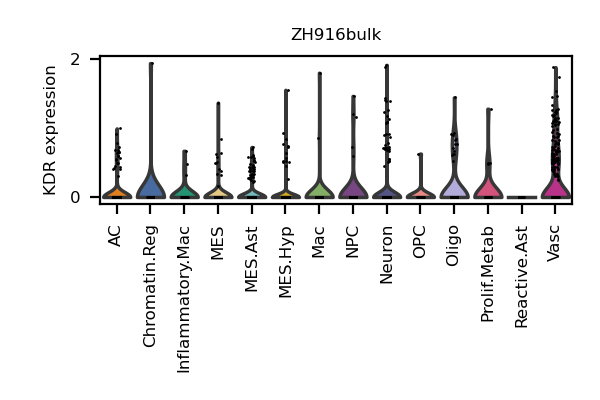 ZH916bulk
KDR expression
2
0
AC
Chromatin.Reg
Inflammatory.Mac
MES
MES.Ast
MES.Hyp
Mac
NPC
Neuron
OPC
Oligo
Prolif.Metab
Reactive.Ast
Vasc